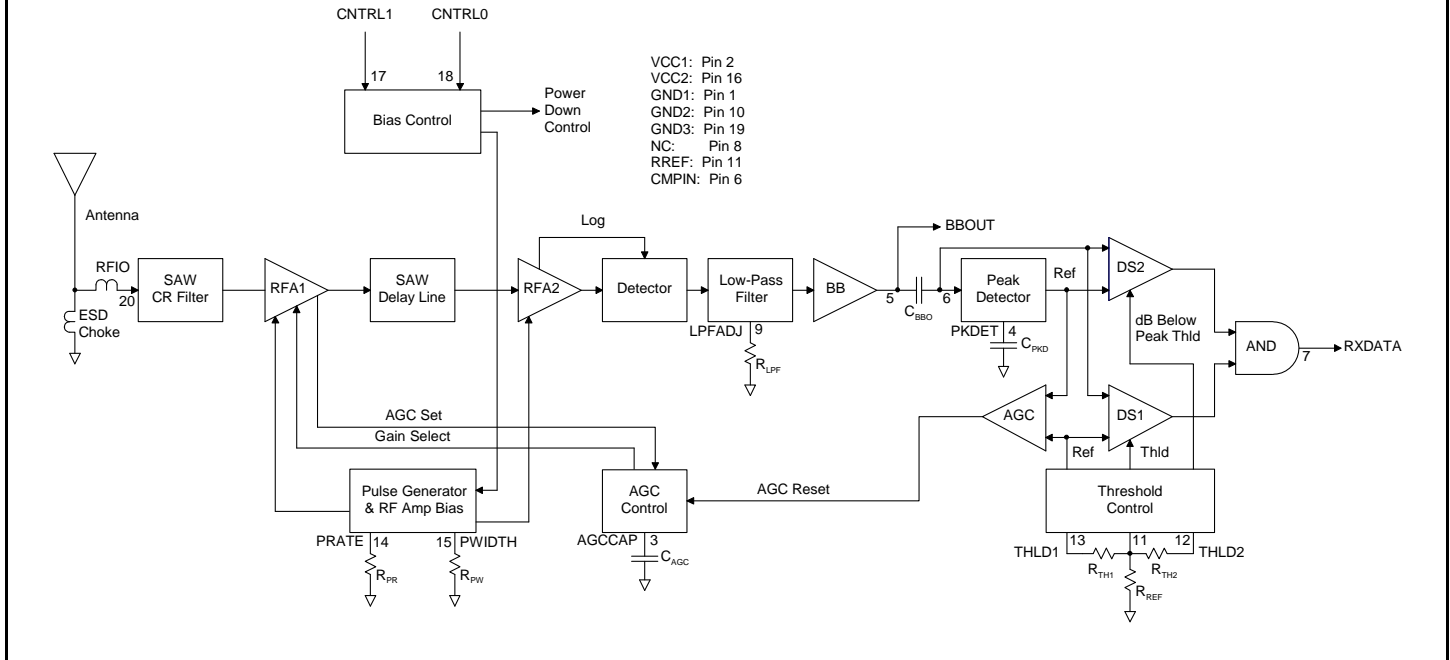 CNTRL1 CNTRL0
17 18
Bias Control
Power
Down
Control
VCC1: Pin 2
VCC2: Pin 16
GND1: Pin 1
GND2: Pin 10
GND3: Pin 19
NC: Pin 8
RREF: Pin 11
CMPIN: Pin 6
Antenna
RFIO
20
ESD
Choke
SAW
CR Filter
RFA1
SAW
Delay Line
Log
RFA2
Detector
Low-Pass
Filter
LPFADJ 9
RLPF
BB
BBOUT
5
CBBO
6
Peak
Detector
PKDET 4
CPKD
Ref
DS2
dB Below
Peak Thld
AND
7
RXDATA
AGC
DS1
Ref
Thld
AGC Set
Gain Select
Pulse Generator
& RF Amp Bias
PRATE 14
15 PWIDTH
RPR
RPW
AGC
Control
AGCCAP 3
CAGC
AGC Reset
Threshold
Control
THLD1 13 11 12 THLD2
RTH1 RTH2
RREF